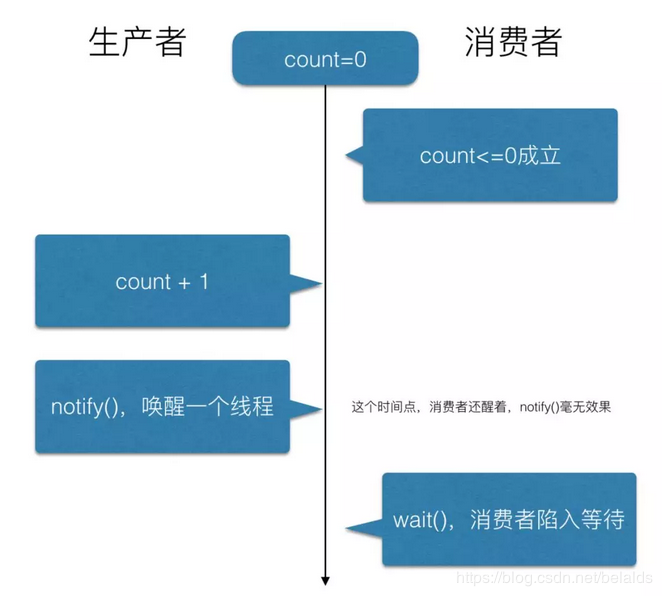 生产者
count=0
消费者
count<=0成立
count + 1
notify()，唤醒一个线程
这个时间点，消费者还醒着，notify()毫无效果
wait()，消费者陷入等待
https://blog.csdn.net/belalds